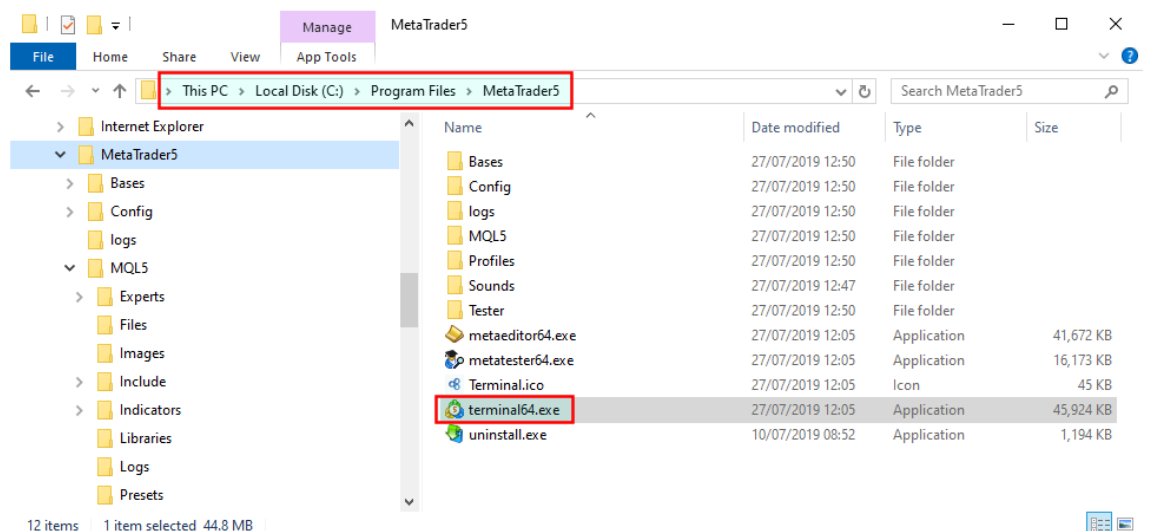 Manage MetaTrader5
File Home Share View App Tools
This PC Local Disk (C:) Program Files MetaTrader5 Search MetaTrader5
Internet Explorer
MetaTrader5
Bases
Config
logs
MQL5
Experts
Files
Images
Include
Indicators
Libraries
Logs
Presets
Name Date modified Type Size
Bases 27/07/2019 12:50 File folder
Config 27/07/2019 12:50 File folder
logs 27/07/2019 12:50 File folder
MQL5 27/07/2019 12:50 File folder
Profiles 27/07/2019 12:50 File folder
Sounds 27/07/2019 12:47 File folder
Tester 27/07/2019 12:50 File folder
metaeditor64.exe 27/07/2019 12:05 Application 41,672 KB
metatester64.exe 27/07/2019 12:05 Application 16,173 KB
Terminal.ico 27/07/2019 12:05 Icon 45 KB
terminal64.exe 27/07/2019 12:05 Application 45,924 KB
uninstall.exe 10/07/2019 08:52 Application 1,194 KB
12 items 1 item selected 44.8 MB